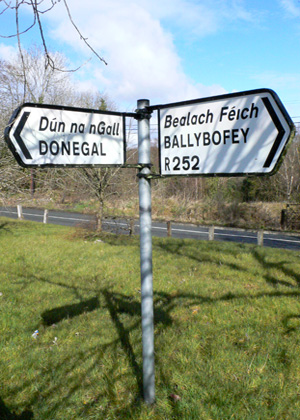 Dún na nGall
DONEGAL
Bealach Féich
BALLYBOFEY
R252